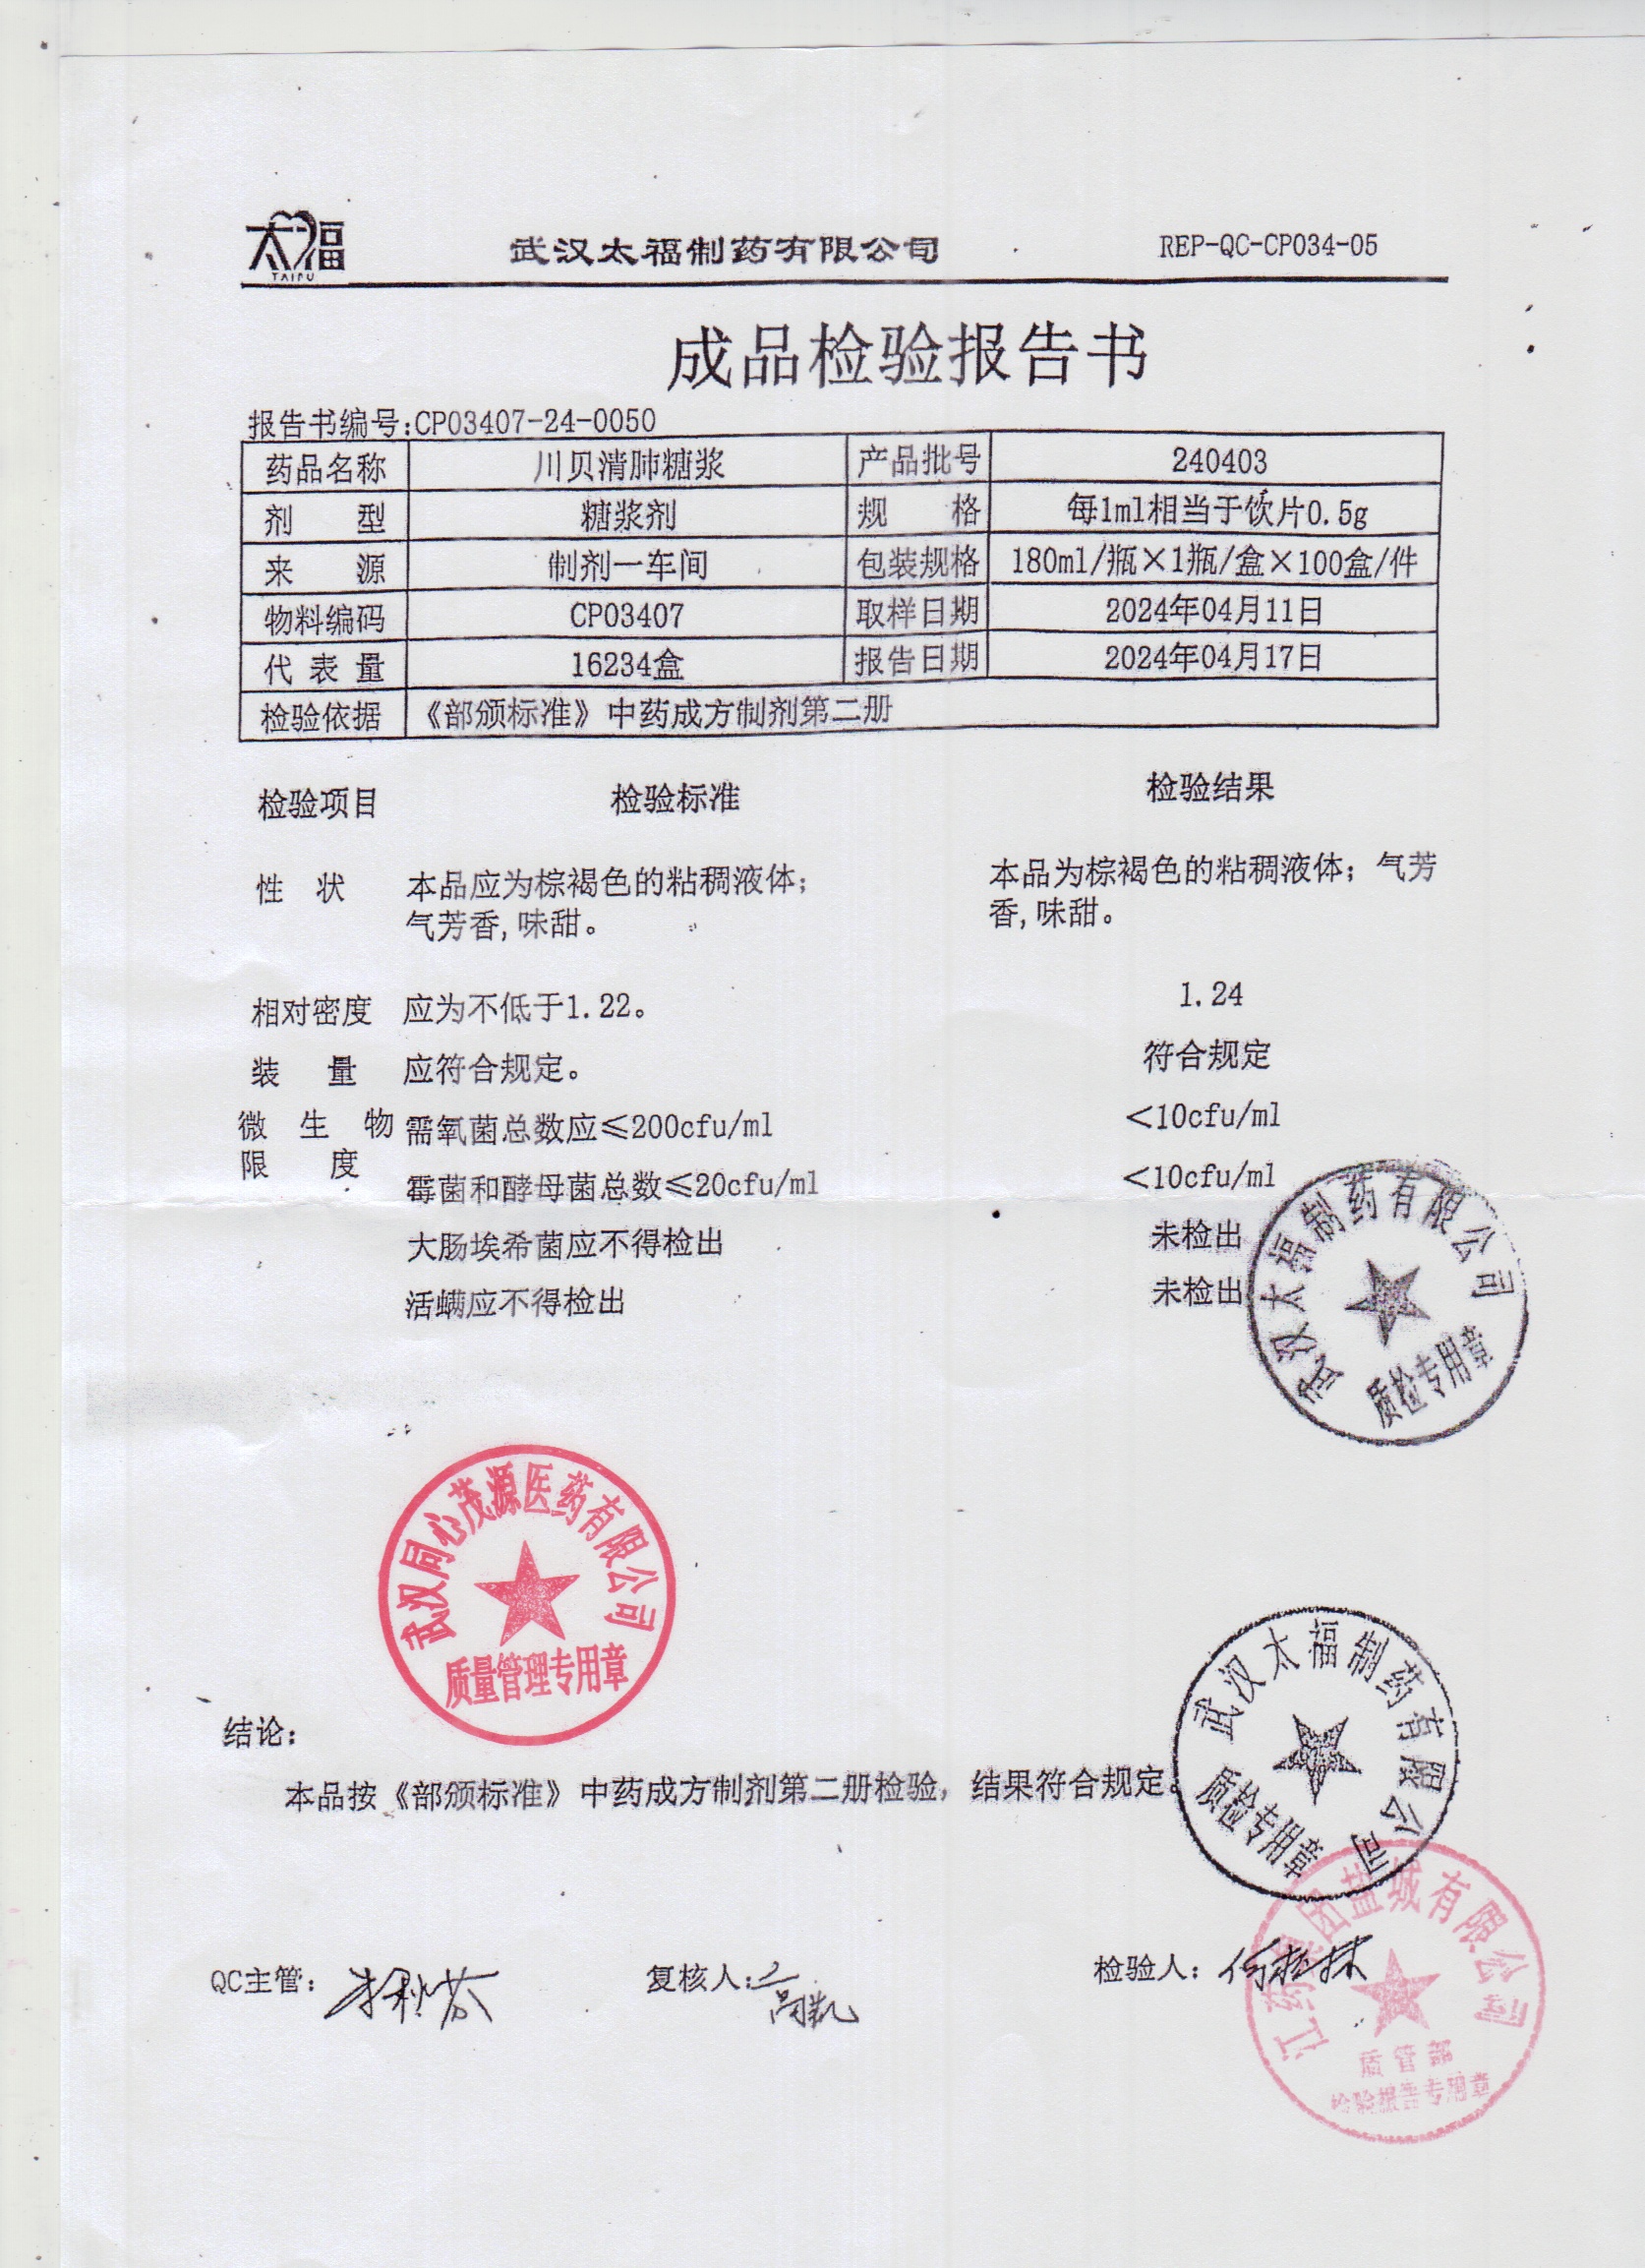 太福
TAIFU
武汉太福制药有限公司
REP-QC-CP034-05
成品检验报告书
报告书编号:CP03407-24-0050
药品名称 川贝清肺糖浆 产品批号 240403
剂 型 糖浆剂 规 格 每1ml相当于饮片0.5g
来 源 制剂一车间 包装规格 180ml/瓶×1瓶/盒×100盒/件
物料编码 CP03407 取样日期 2024年04月11日
代 表 量 16234盒 报告日期 2024年04月17日
检验依据 《部颁标准》中药成方制剂第二册
检验项目 检验标准 检验结果
性 状 本品应为棕褐色的粘稠液体; 本品为棕褐色的粘稠液体; 气芳
气芳香,味甜。 香,味甜。
相对密度 应为不低于1.22。 1.24
装 量 应符合规定。 符合规定
微 生 物 需氧菌总数应≤200cfu/ml <10cfu/ml
限 度
霉菌和酵母菌总数≤20cfu/ml <10cfu/ml
大肠埃希菌应不得检出 未检出
活螨应不得检出 未检出
武汉太福制药有限公司
质检专用章
武汉同心茂源医药有限公司
质量管理专用章
结论:
本品按《部颁标准》中药成方制剂第二册检验, 结果符合规定。
武汉太福制药有限公司
质检专用章
QC主管: 复核人: 高凯 检验人:
团盐城有限公司
质管部
检验报告专用章